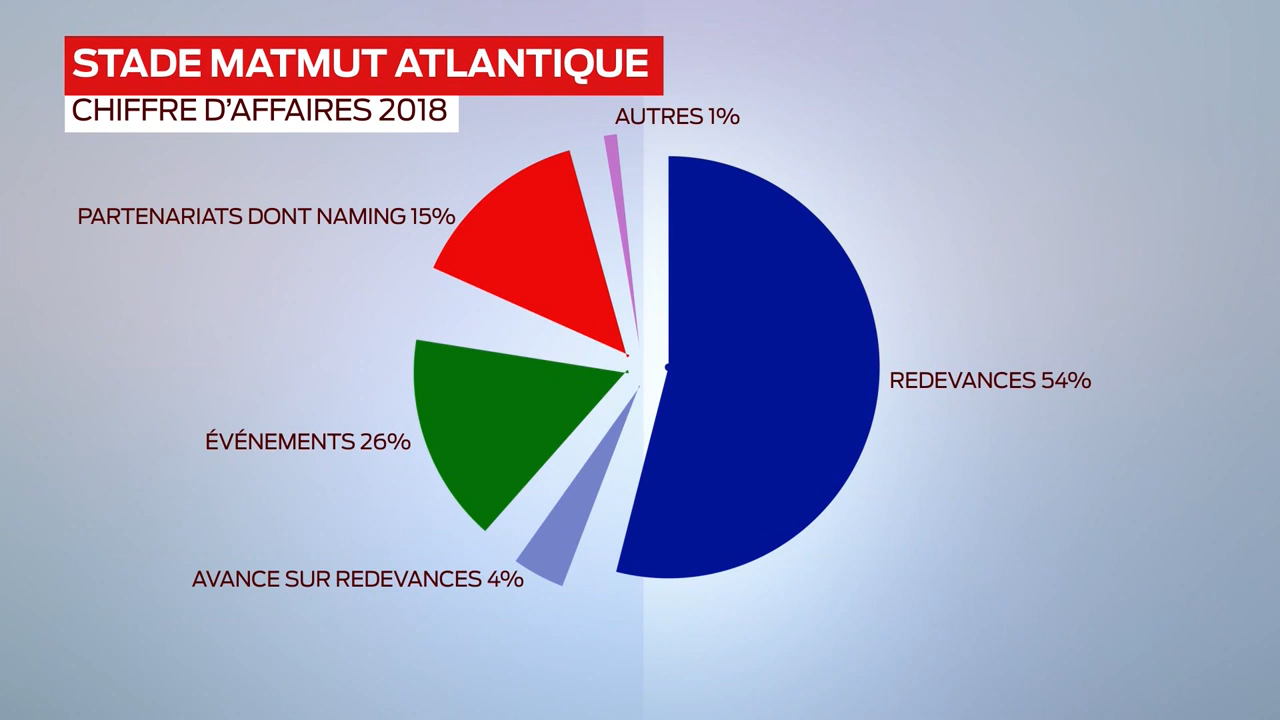 STADE MATMUT ATLANTIQUE
CHIFFRE D’AFFAIRES 2018
AUTRES 1%
PARTENARIATS DONT NAMING 15%
REDEVANCES 54%
ÉVÉNEMENTS 26%
AVANCE SUR REDEVANCES 4%